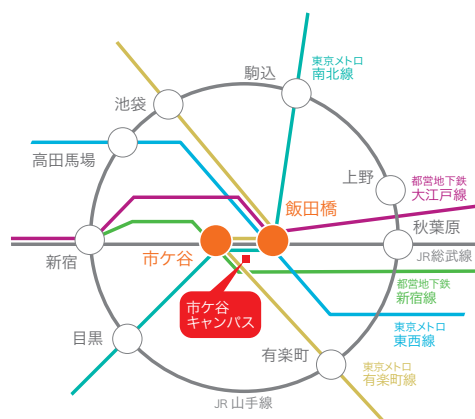 東京メトロ
南北線
駒込
池袋
高田馬場
上野
都営地下鉄
大江戸線
飯田橋
秋葉原
市ケ谷
JR総武線
新宿
都営地下鉄
新宿線
市ケ谷
キャンパス
東京メトロ
東西線
目黒
有楽町
東京メトロ
有楽町線
JR 山手線